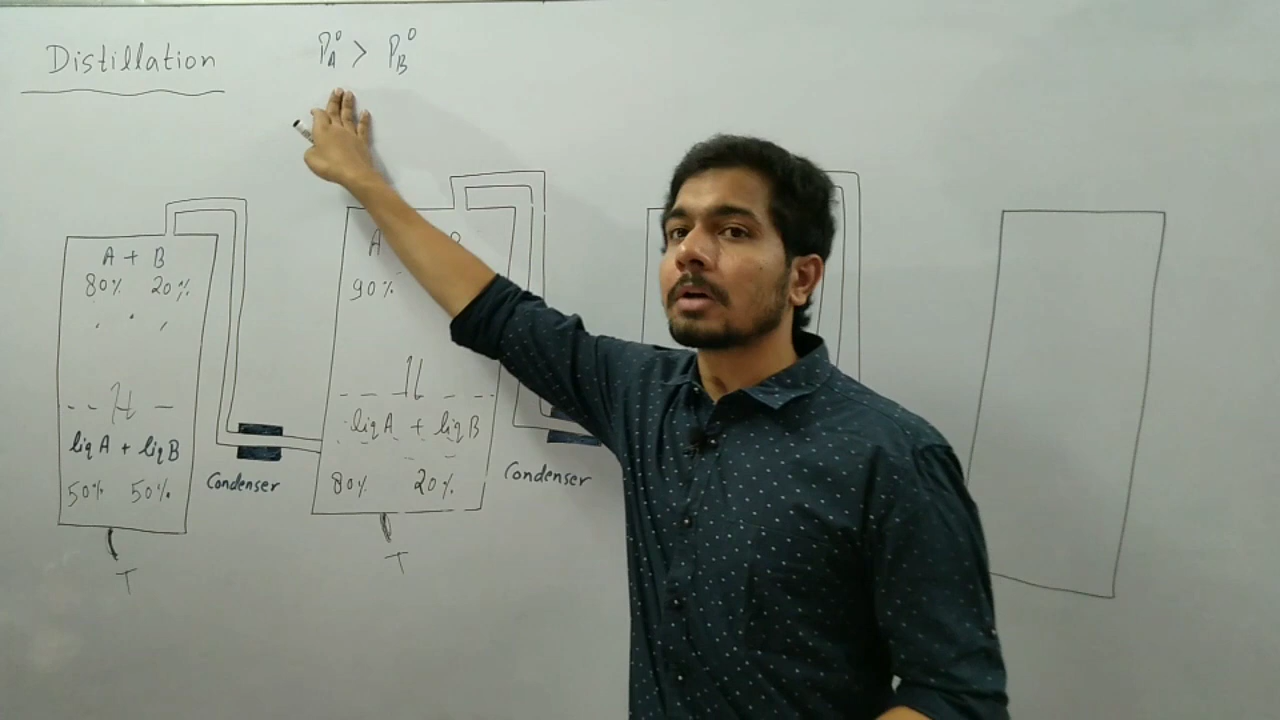 Distillation
P°A > P°B
A + B
80% 20%
liq A + liq B
50% 50%
T
Condenser
A
90%
liq A + liq B
80% 20%
T
Condenser